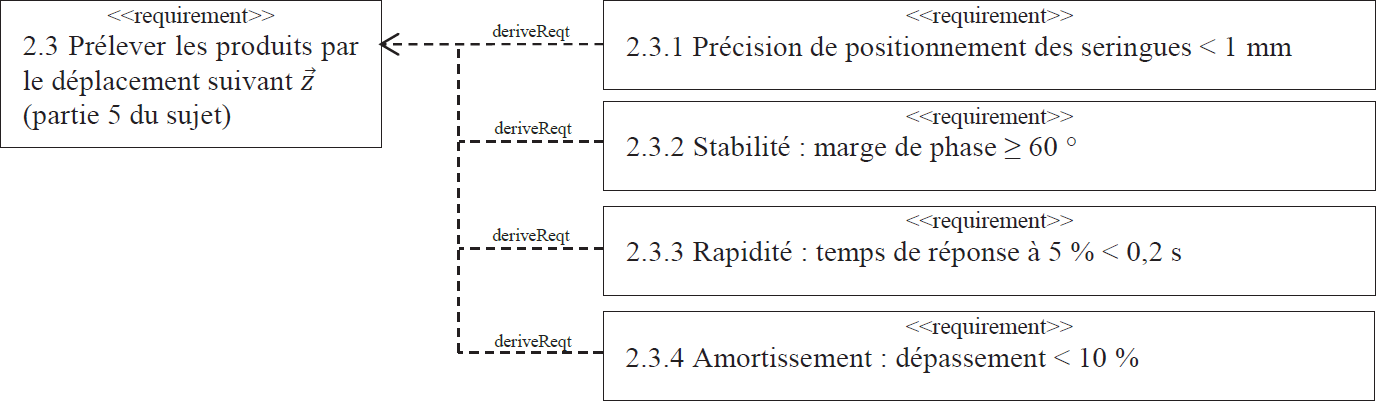 <<requirement>>
2.3 Prélever les produits par
le déplacement suivant z⃗
(partie 5 du sujet)
deriveReqt
<<requirement>>
2.3.1 Précision de positionnement des seringues < 1 mm
deriveReqt
<<requirement>>
2.3.2 Stabilité : marge de phase ≥ 60 °
deriveReqt
<<requirement>>
2.3.3 Rapidité : temps de réponse à 5 % < 0,2 s
deriveReqt
<<requirement>>
2.3.4 Amortissement : dépassement < 10 %